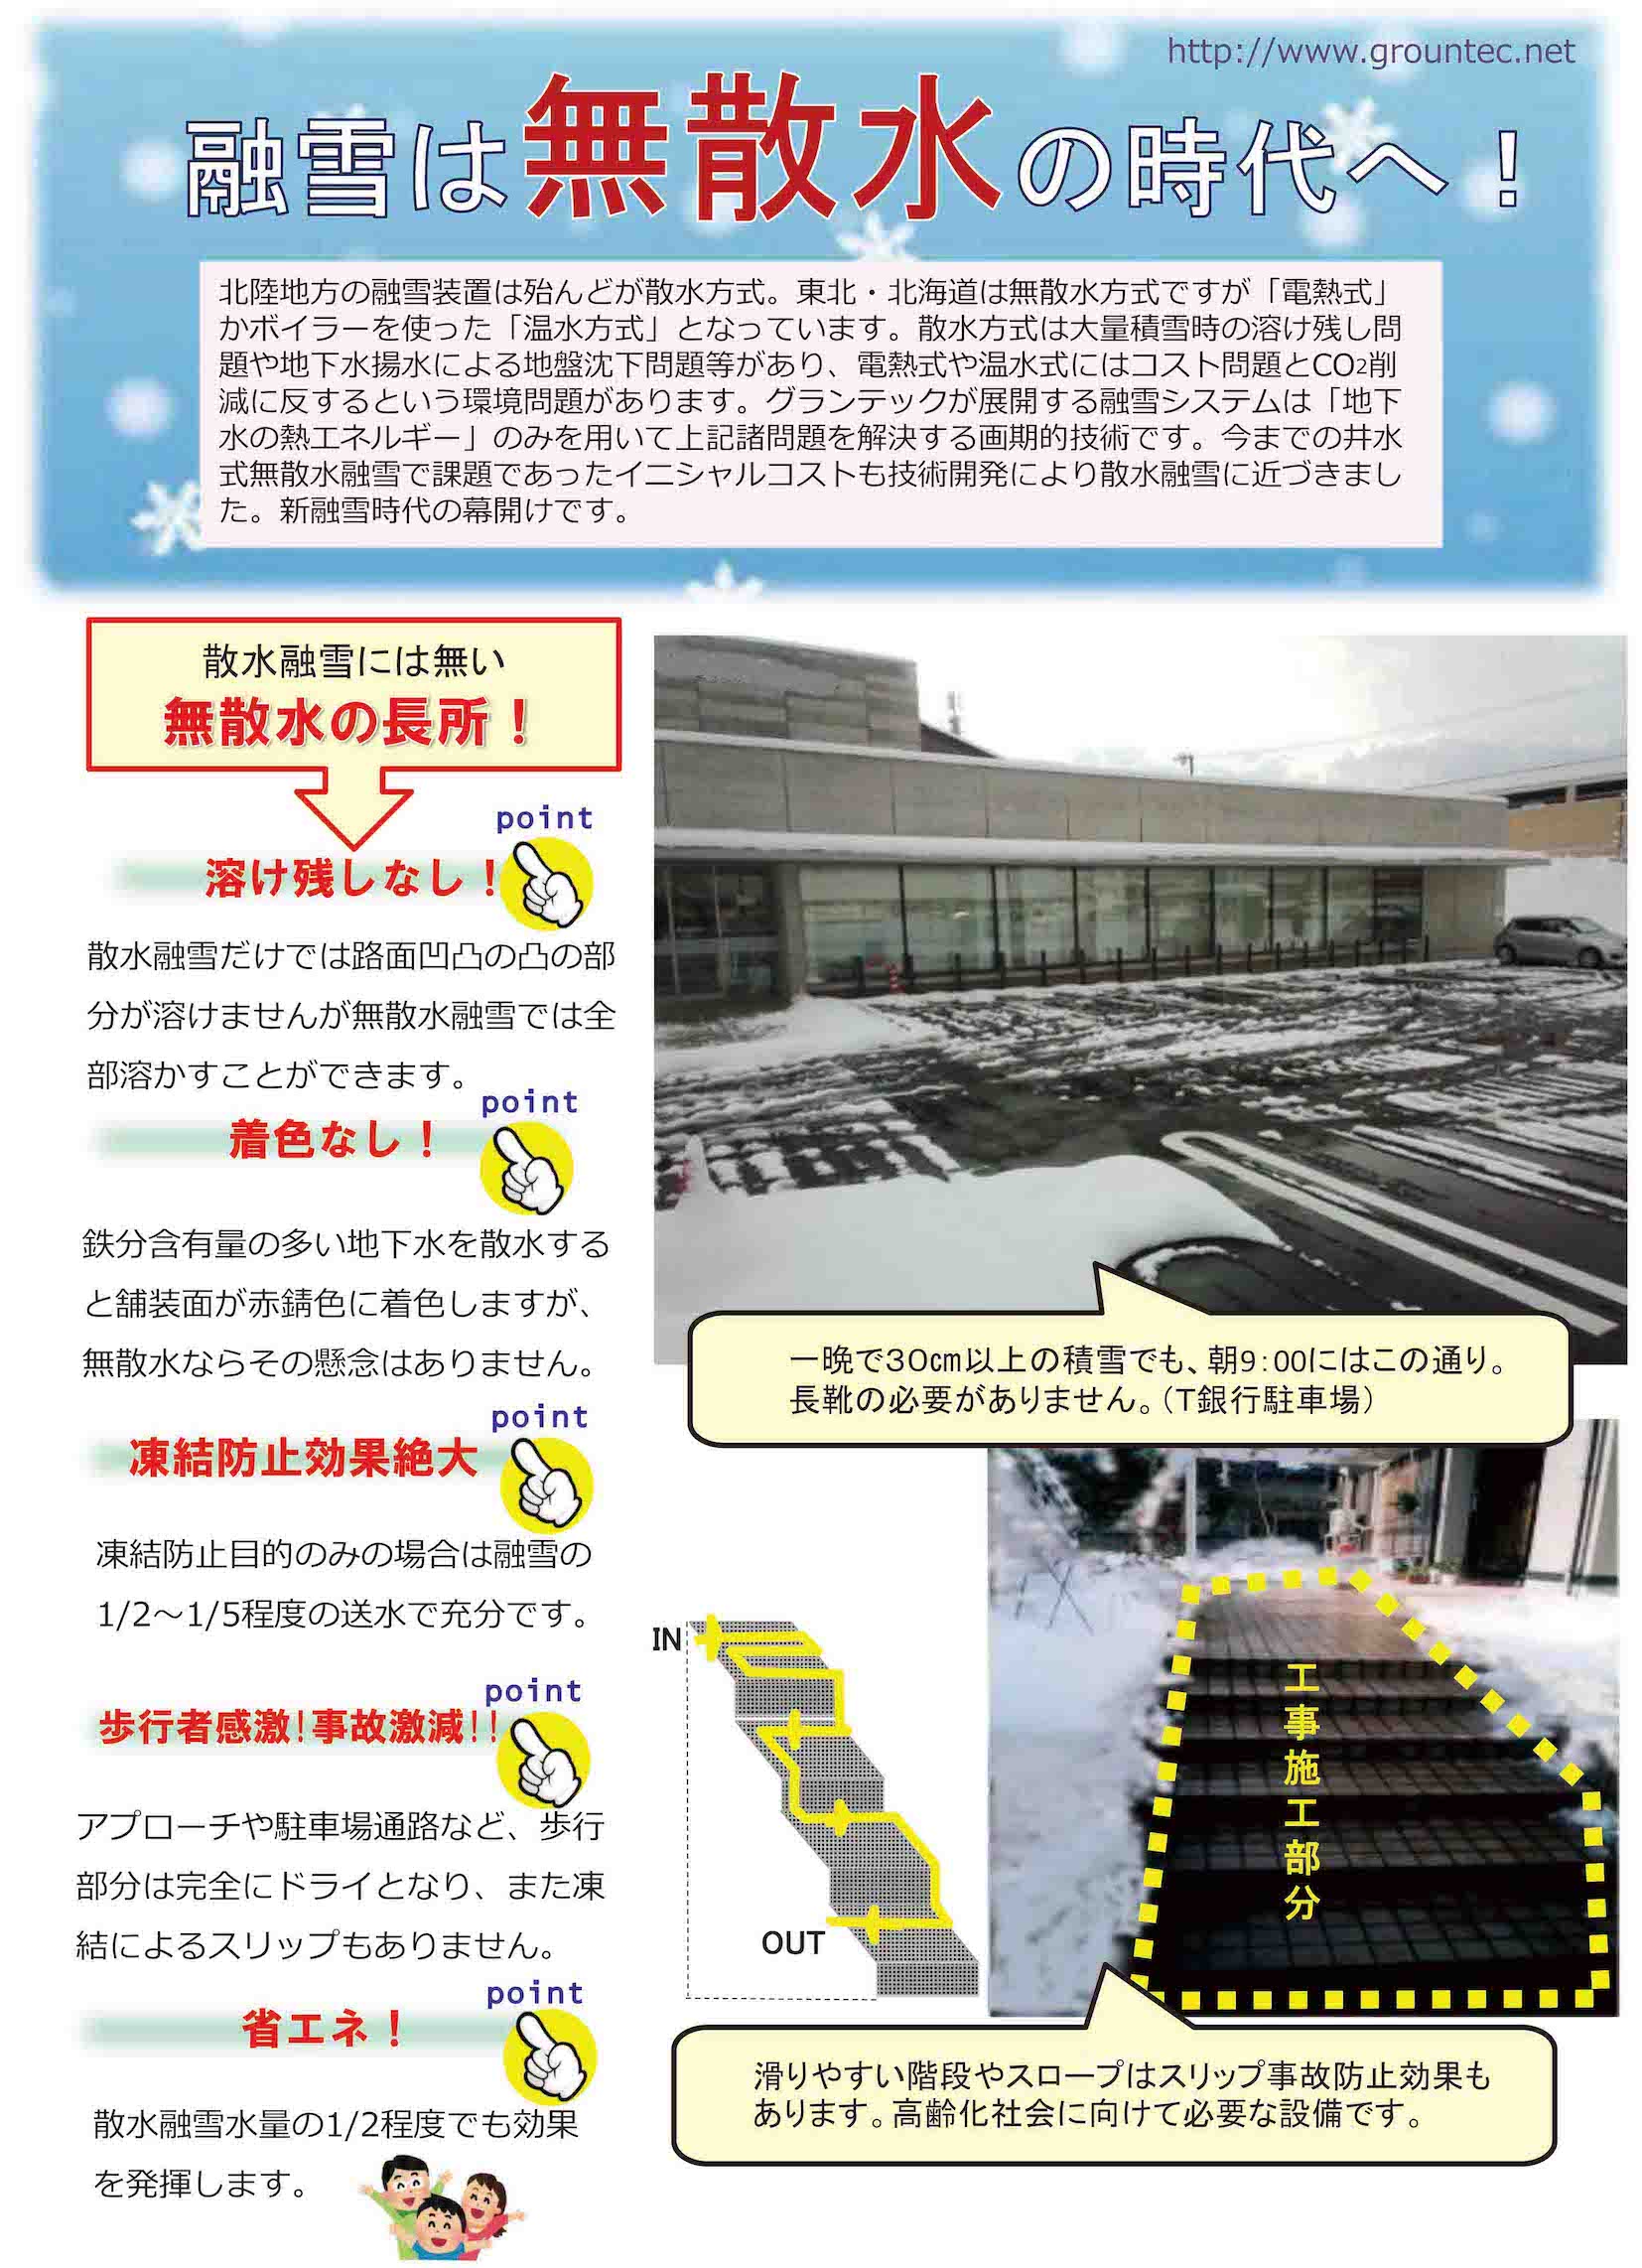 http://www.grountec.net
融雪は無散水の時代へ！
北陸地方の融雪装置は殆んどが散水方式。東北・北海道は無散水方式ですが「電熱式」
かボイラーを使った「温水方式」となっています。散水方式は大量積雪時の溶け残し問
題や地下水揚水による地盤沈下問題等があり、電熱式や温水式にはコスト問題とCO2削
減に反するという環境問題があります。グランテックが展開する融雪システムは「地下
水の熱エネルギー」のみを用いて上記諸問題を解決する画期的技術です。今までの井水
式無散水融雪で課題であったイニシャルコストも技術開発により散水融雪に近づきまし
た。新融雪時代の幕開けです。
散水融雪には無い
無散水の長所！
point
溶け残しなし！
散水融雪だけでは路面凹凸の凸の部
分が溶けませんが無散水融雪では全
部溶かすことができます。
point
着色なし！
鉄分含有量の多い地下水を散水する
と舗装面が赤錆色に着色しますが、
無散水ならその懸念はありません。
point
凍結防止効果絶大
凍結防止目的のみの場合は融雪の
1/2～1/5程度の送水で充分です。
point
歩行者感激!事故激減!!
アプローチや駐車場通路など、歩行
部分は完全にドライとなり、また凍
結によるスリップもありません。
point
省エネ！
散水融雪水量の1/2程度でも効果
を発揮します。
一晩で30㎝以上の積雪でも、朝9:00にはこの通り。
長靴の必要がありません。（T銀行駐車場）
IN
OUT
工事施工部分
滑りやすい階段やスロープはスリップ事故防止効果も
あります。高齢化社会に向けて必要な設備です。